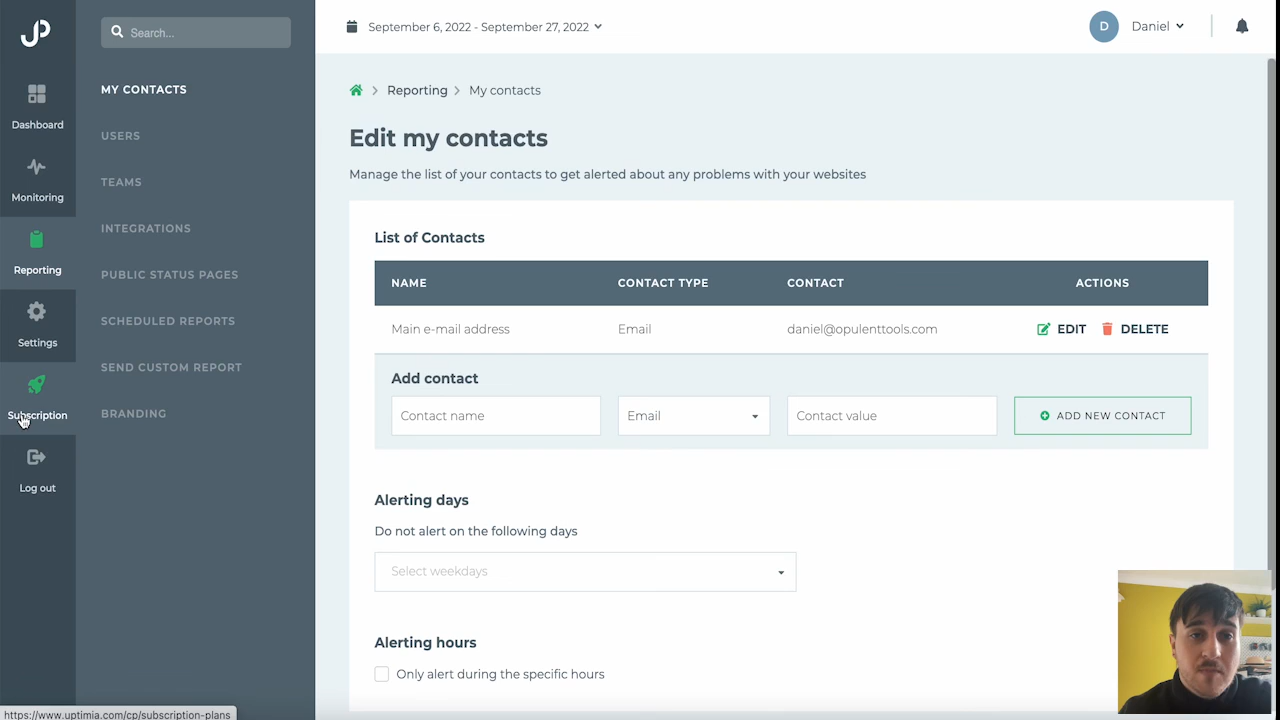 Dashboard
Monitoring
Reporting
Settings
Subscription
Log out
Search...
MY CONTACTS
USERS
TEAMS
INTEGRATIONS
PUBLIC STATUS PAGES
SCHEDULED REPORTS
SEND CUSTOM REPORT
BRANDING
September 6, 2022 - September 27, 2022
D Daniel
Reporting My contacts
Edit my contacts
Manage the list of your contacts to get alerted about any problems with your websites
List of Contacts
NAME CONTACT TYPE CONTACT ACTIONS
Main e-mail address Email daniel@opulenttools.com EDIT DELETE
Add contact
Contact name Email Contact value ADD NEW CONTACT
Alerting days
Do not alert on the following days
Select weekdays
Alerting hours
Only alert during the specific hours
https://www.uptimia.com/cp/subscription-plans